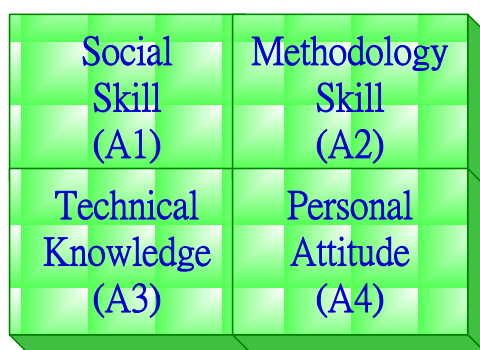 Social
Skill
(A1)
Methodology
Skill
(A2)
Technical
Knowledge
(A3)
Personal
Attitude
(A4)